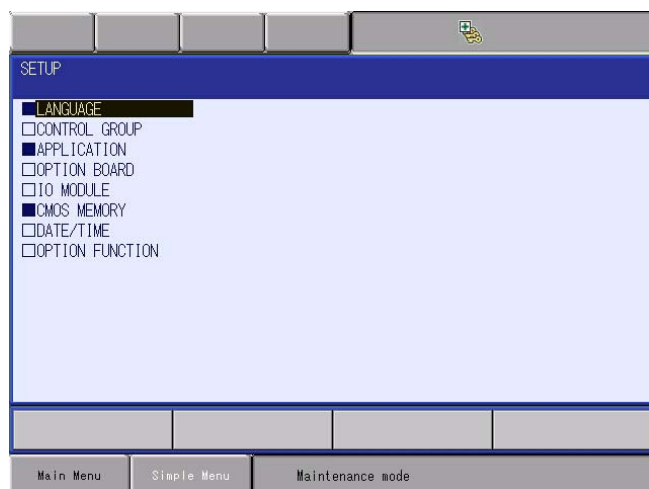 SETUP
LANGUAGE
CONTROL GROUP
APPLICATION
OPTION BOARD
IO MODULE
CMOS MEMORY
DATE/TIME
OPTION FUNCTION
Main Menu
Simple Menu
Maintenance mode